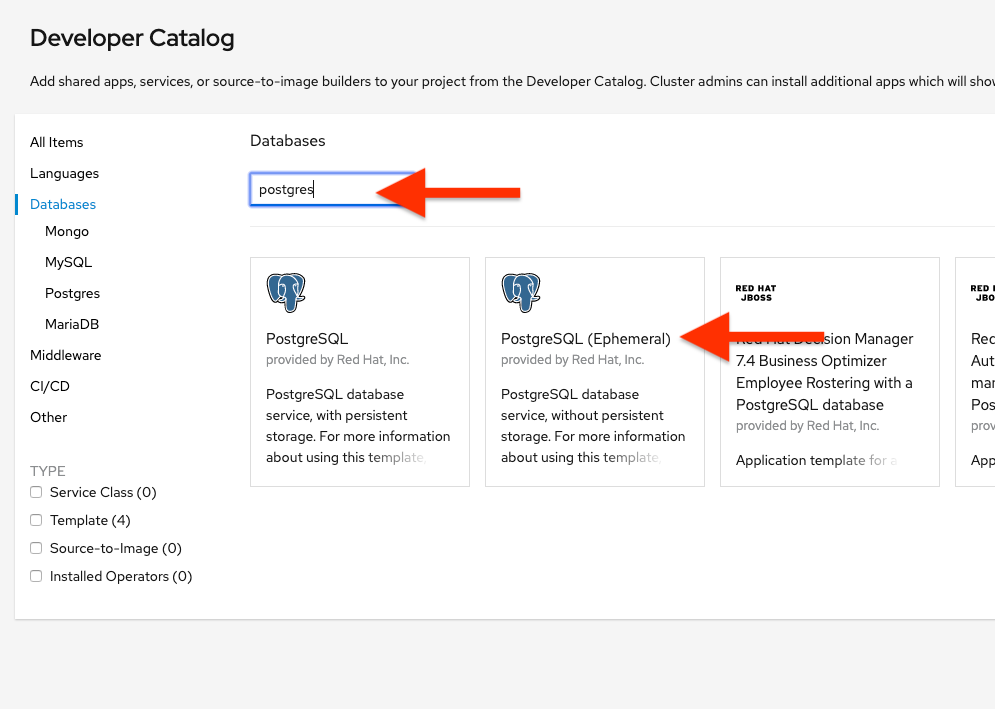 Developer Catalog
Add shared apps, services, or source-to-image builders to your project from the Developer Catalog. Cluster admins can install additional apps which will show
All Items
Languages
Databases
Mongo
MySQL
Postgres
MariaDB
Middleware
CI/CD
Other
TYPE
Service Class (0)
Template (4)
Source-to-Image (0)
Installed Operators (0)
Databases
postgres
PostgreSQL
provided by Red Hat, Inc.
PostgreSQL database
service, with persistent
storage. For more information
about using this template,
PostgreSQL (Ephemeral)
provided by Red Hat, Inc.
PostgreSQL database
service, without persistent
storage. For more information
about using this template,
RED HAT
JBOSS
Red Hat Decision Manager
7.4 Business Optimizer
Employee Rostering with a
PostgreSQL database
provided by Red Hat, Inc.
Application template for a
RED
JBO
Red
Aut
mar
Pos
prov
App